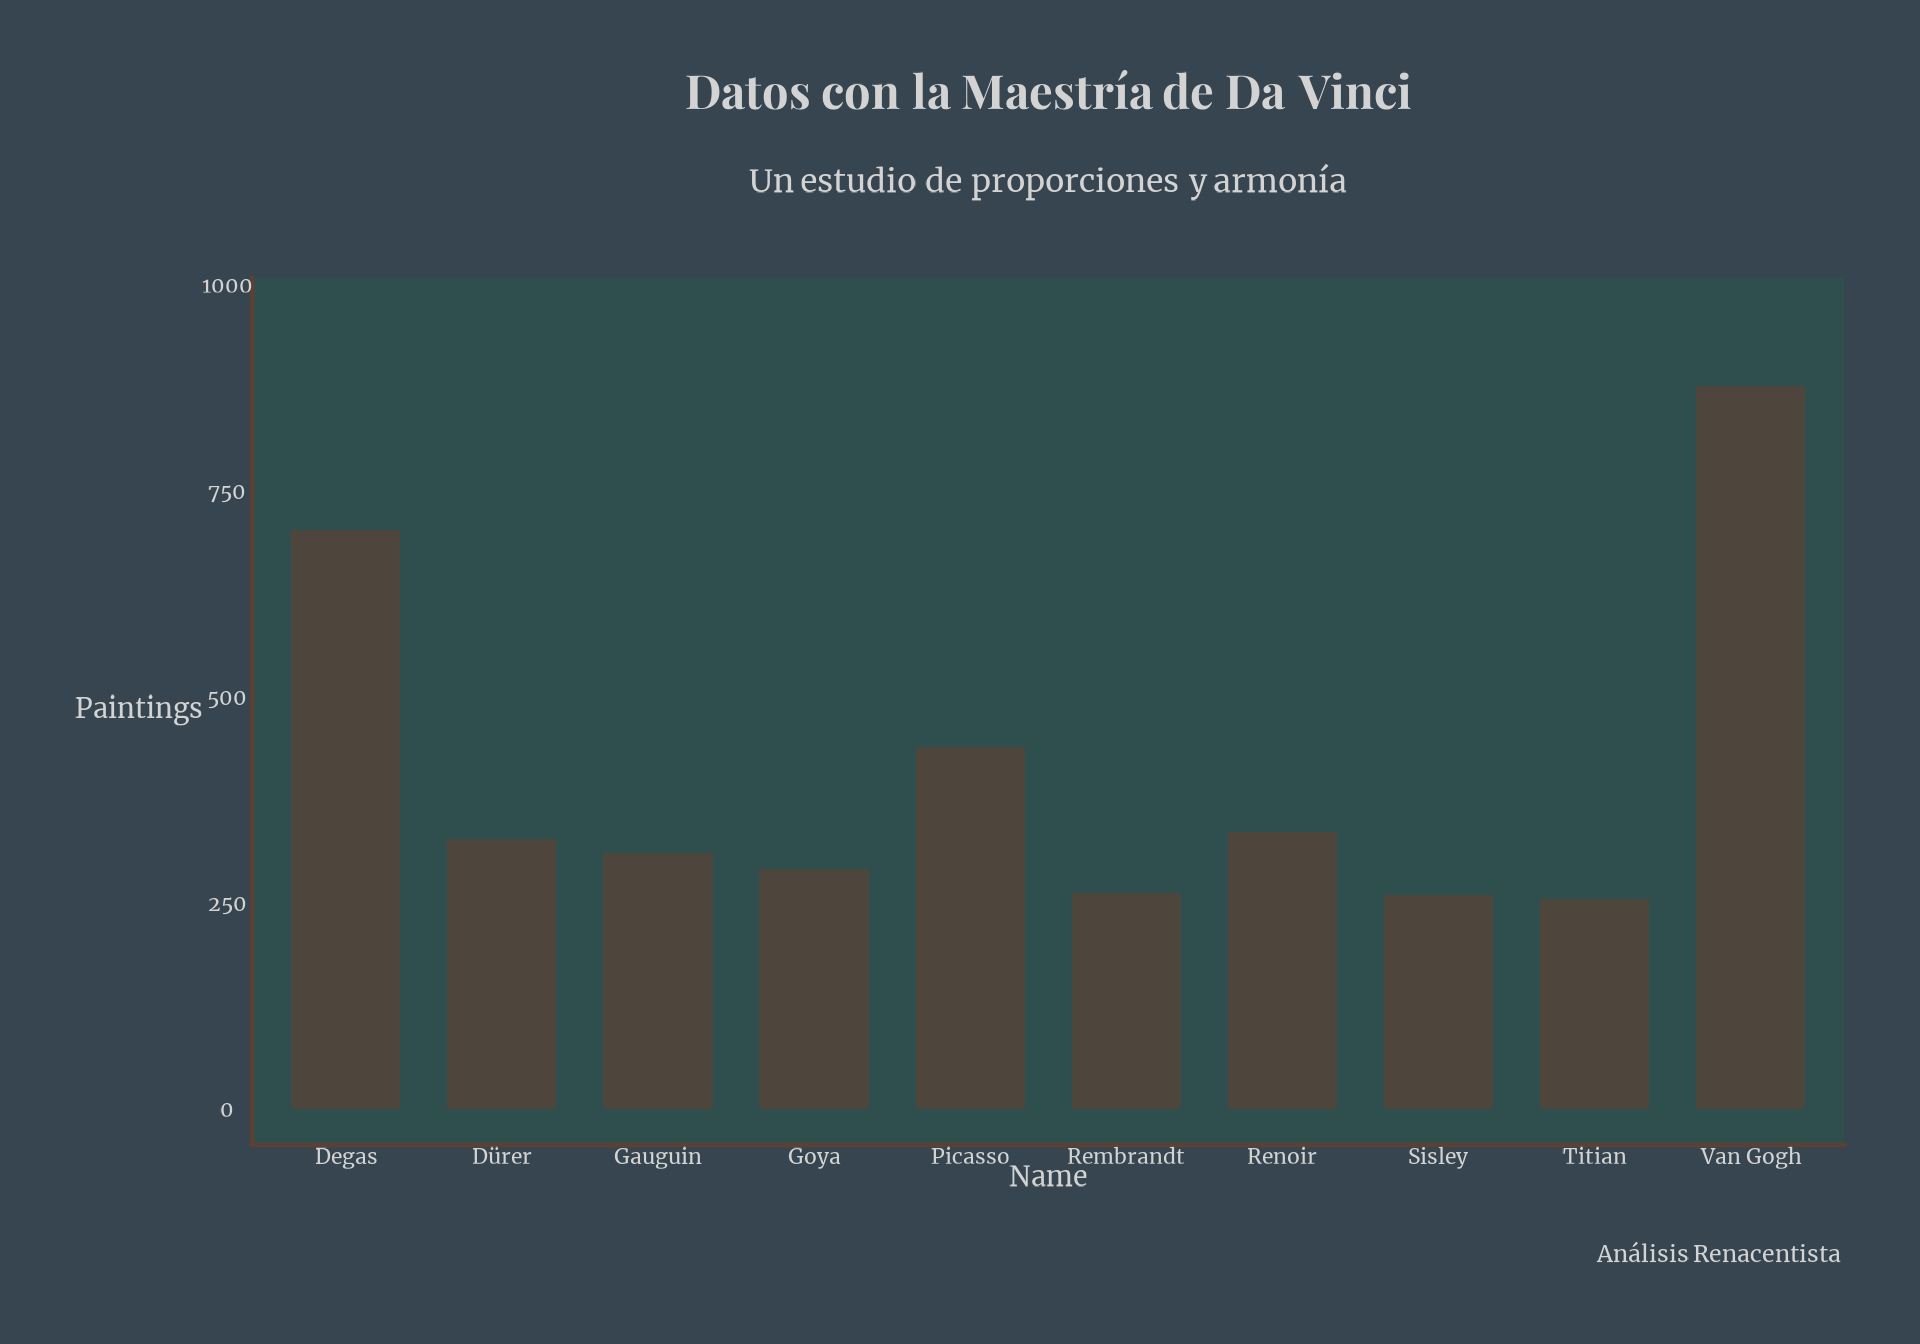 Datos con la Maestría de Da Vinci
Un estudio de proporciones y armonía
1000
750
500
250
0
Paintings
Degas Dürer Gauguin Goya Picasso Rembrandt Renoir Sisley Titian Van Gogh
Name
Análisis Renacentista